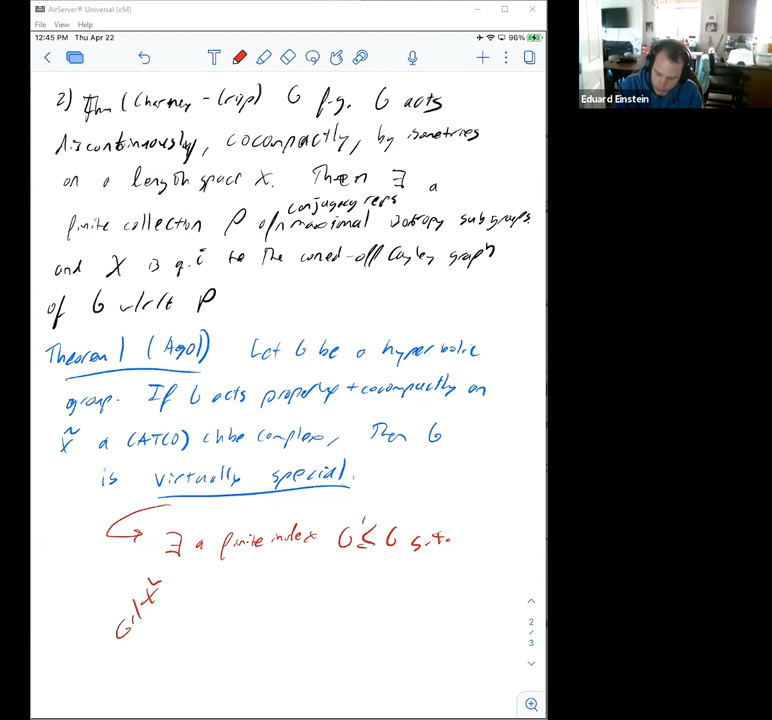 AirServer® Universal (x64)
File Edit View Help
12:45 PM Thu Apr 22
96%
Eduard Einstein
2) Thm (Charney - Crisp) G f.g. G acts
discontinuously, cocompactly, by isometries
on a length space X. Then ∃ a
conjugacy reps
finite collection P of maximal isotropy subgroups
and X is q.i to the coned-off Cayley graph
of G w/r/t P
Theorem 1 (Agol) Let G be a hyperbolic
group. If G acts properly + cocompactly on
X̃ a CAT(0) cube complex, Then G
is virtually special.
∃ a finite index G' ≤ G s.t.
G'\X̃
2
/
3